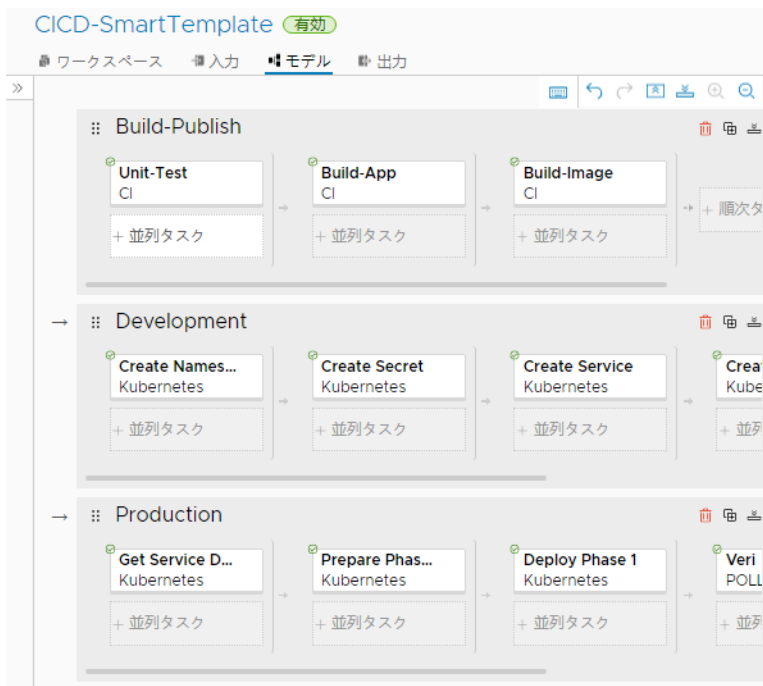 CICD-SmartTemplate 有効
ワークスペース 入力 モデル 出力
Build-Publish
Unit-Test Build-App Build-Image
CI CI CI
+ 並列タスク + 並列タスク + 並列タスク + 順次タ
Development
Create Names... Create Secret Create Service Crea
Kubernetes Kubernetes Kubernetes Kube
+ 並列タスク + 並列タスク + 並列タスク + 並列
Production
Get Service D... Prepare Phas... Deploy Phase 1 Veri
Kubernetes Kubernetes Kubernetes POLL
+ 並列タスク + 並列タスク + 並列タスク + 並列